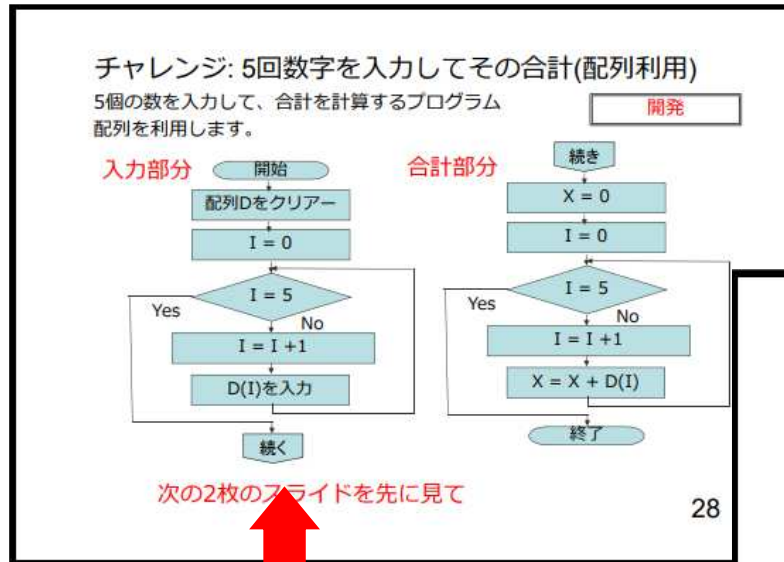 チャレンジ: 5回数字を入力してその合計(配列利用)
5個の数を入力して、合計を計算するプログラム
配列を利用します。
開発
入力部分
開始
配列Dをクリアー
I = 0
I = 5
Yes
No
I = I +1
D(I)を入力
続く
合計部分
続き
X = 0
I = 0
I = 5
Yes
No
I = I +1
X = X + D(I)
終了
次の2枚のスライドを先に見て
28